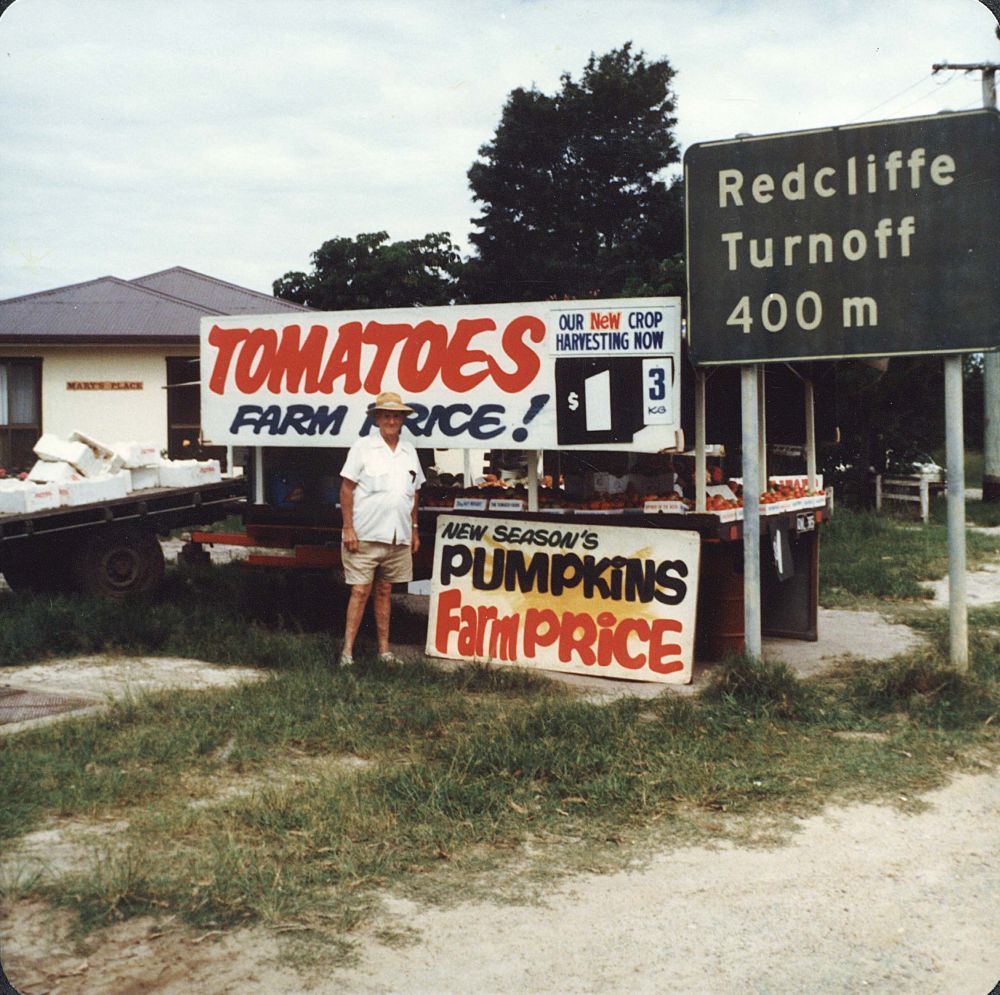 Redcliffe
Turnoff
400 m
TOMATOES
FARM PRICE!
OUR NEW CROP
HARVESTING NOW
$1
3
KG
MARY'S PLACE
NEW SEASON'S
PUMPKINS
Farm PRICE